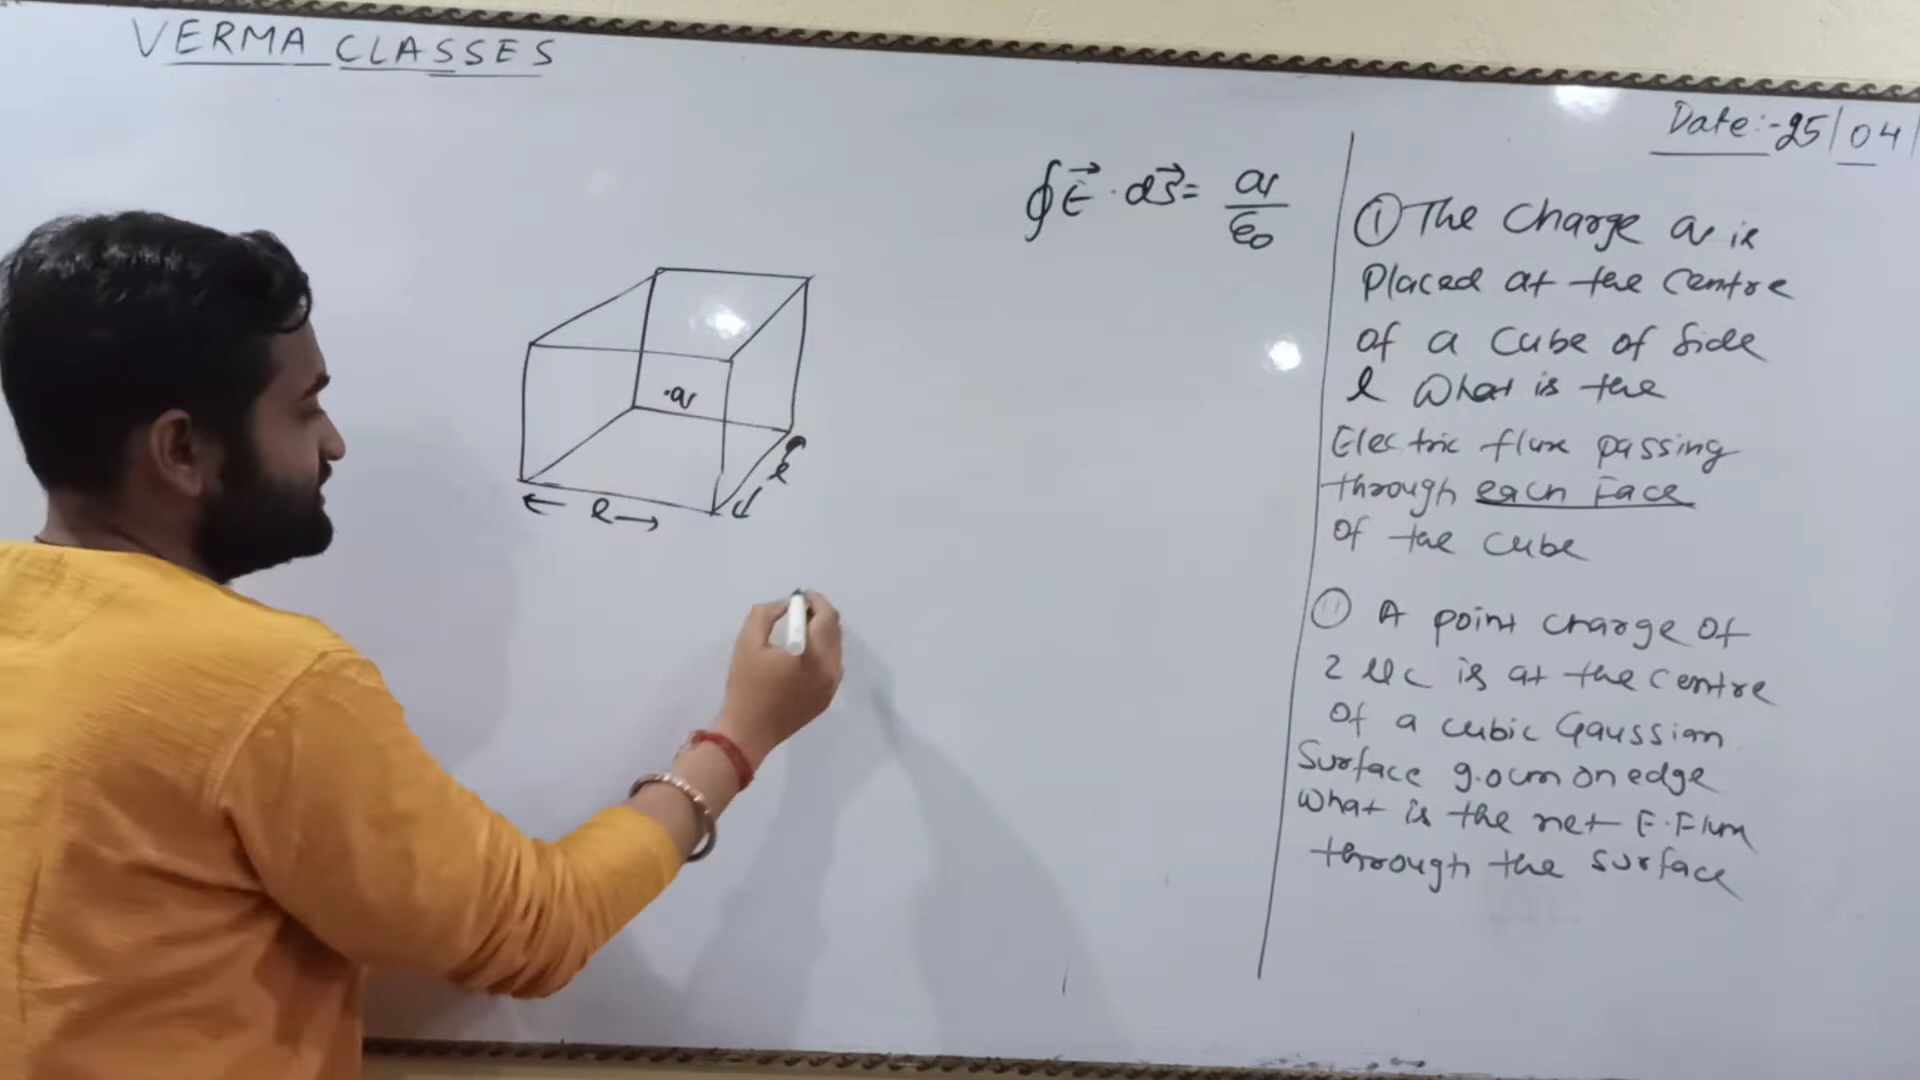 VERMA CLASSES
Date:-25/04/
∮E⃗·dS⃗= q/ε0
.q
l
l
① The Charge q is
Placed at the Centre
Of a Cube of Side
l What is the
Electric flux passing
through each Face
Of the Cube
⑪ A point charge Of
2 μc is at the centre
Of a cubic Gaussian
Surface 9.0cm on edge
What is the net E.Flux
through the surface